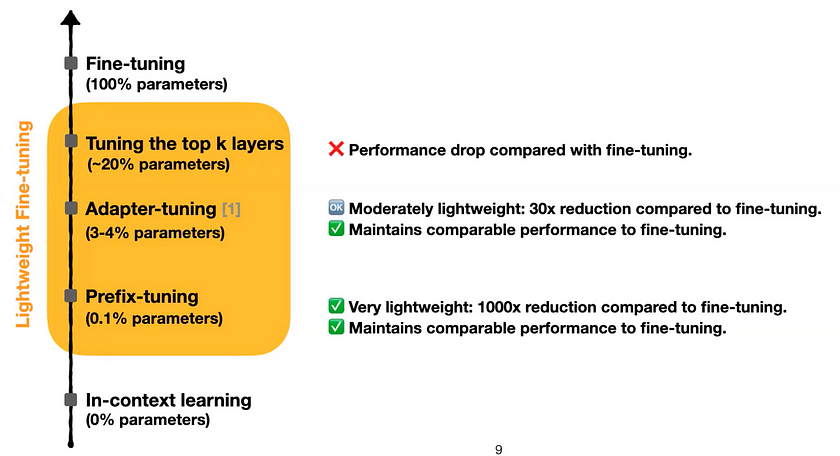 Lightweight Fine-tuning
Fine-tuning
(100% parameters)
Tuning the top k layers
(~20% parameters)
❌ Performance drop compared with fine-tuning.
Adapter-tuning [1]
(3-4% parameters)
🆗 Moderately lightweight: 30x reduction compared to fine-tuning.
✅ Maintains comparable performance to fine-tuning.
Prefix-tuning
(0.1% parameters)
✅ Very lightweight: 1000x reduction compared to fine-tuning.
✅ Maintains comparable performance to fine-tuning.
In-context learning
(0% parameters)
9